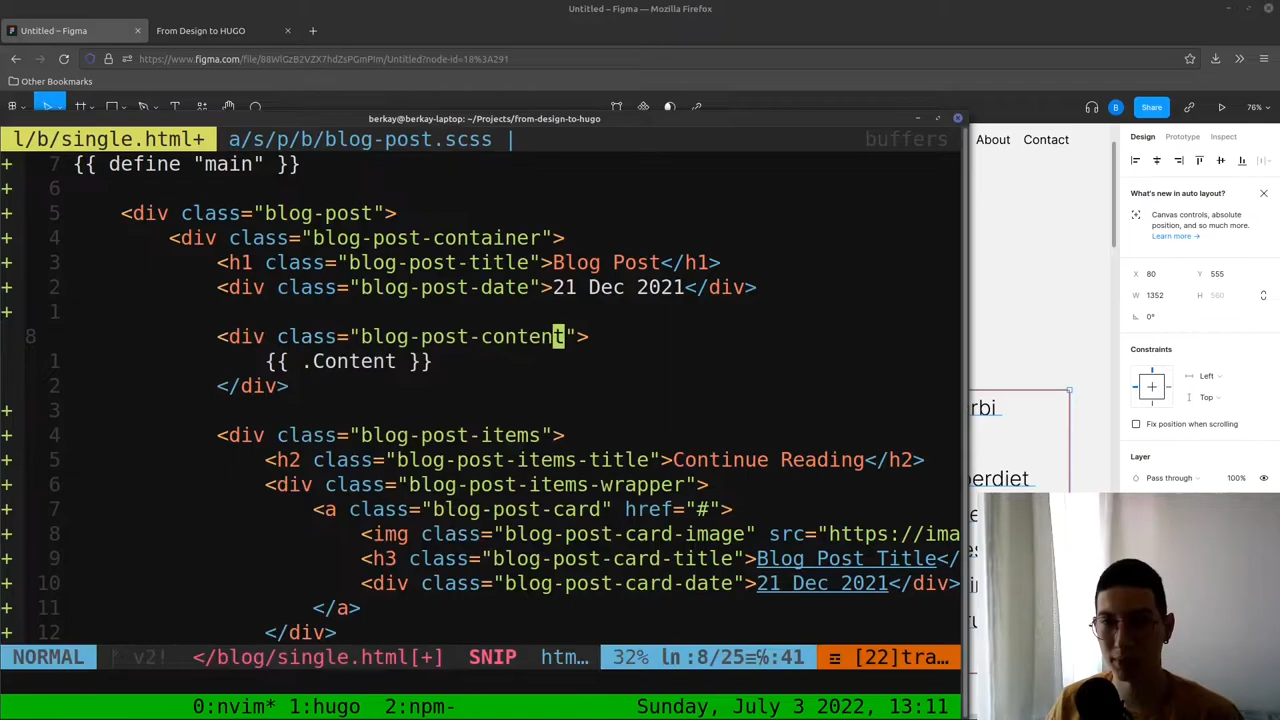 Untitled – Figma — Mozilla Firefox
Untitled – Figma
From Design to HUGO
https://www.figma.com/file/88WlGzB2VZX7hdZsPGmPIm/Untitled?node-id=18%3A291
Other Bookmarks
B
Share
76%
berkay@berkay-laptop: ~/Projects/from-design-to-hugo
l/b/single.html+ a/s/p/b/blog-post.scss | buffers
+ 7 {{ define "main" }}
+ 6
+ 5 <div class="blog-post">
+ 4 <div class="blog-post-container">
+ 3 <h1 class="blog-post-title">Blog Post</h1>
+ 2 <div class="blog-post-date">21 Dec 2021</div>
+ 1
8 <div class="blog-post-content">
1 {{ .Content }}
2 </div>
+ 3
+ 4 <div class="blog-post-items">
+ 5 <h2 class="blog-post-items-title">Continue Reading</h2>
+ 6 <div class="blog-post-items-wrapper">
+ 7 <a class="blog-post-card" href="#">
+ 8 <img class="blog-post-card-image" src="https://ima
+ 9 <h3 class="blog-post-card-title">Blog Post Title</
+ 10 <div class="blog-post-card-date">21 Dec 2021</div>
+ 11 </a>
+ 12 </div>
NORMAL v2! </blog/single.html[+] SNIP htm… 32% ln:8/25≡℅:41 ☲ [22]tra…
0:nvim* 1:hugo 2:npm- Sunday, July 3 2022, 13:11
About Contact
rbi
perdiet
Design Prototype Inspect
What's new in auto layout?
Canvas controls, absolute
position, and so much more.
Learn more →
X 80 Y 555
W 1352 H 560
0°
Constraints
Left
Top
Fix position when scrolling
Layer
Pass through 100%